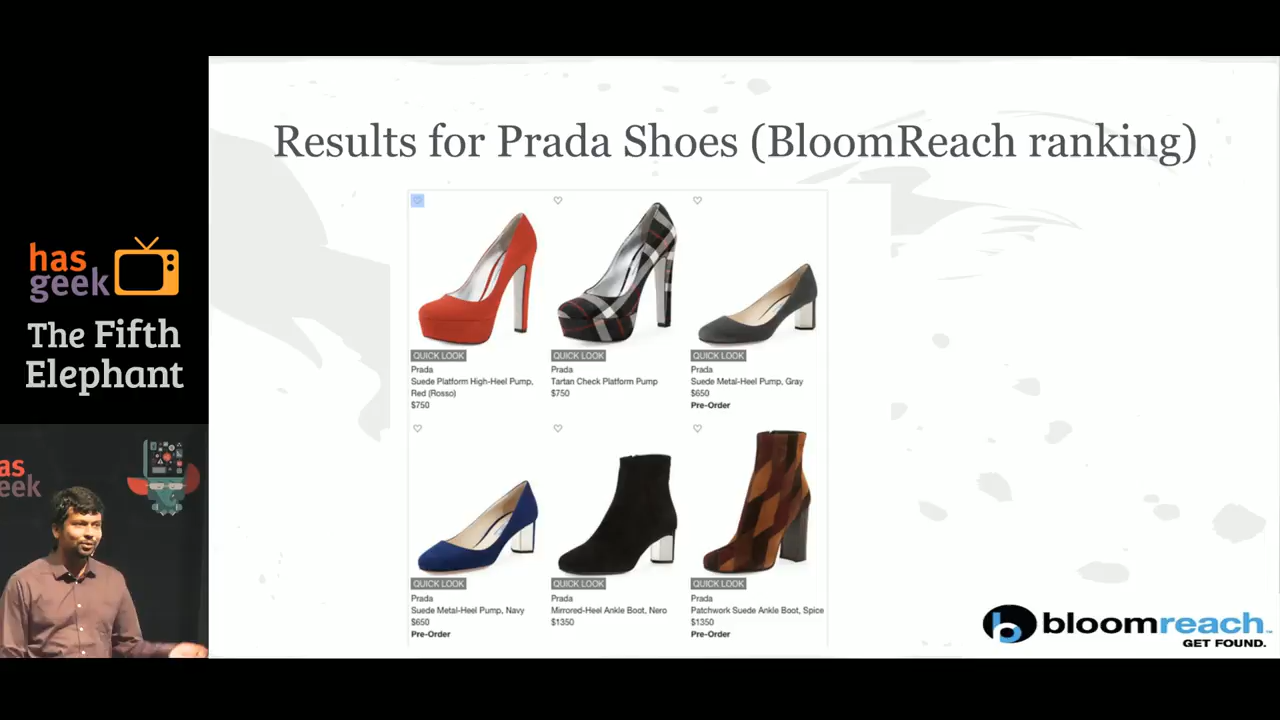 Results for Prada Shoes (BloomReach ranking)
has
geek
The Fifth
Elephant
as
eek
QUICK LOOK
Prada
Suede Platform High-Heel Pump,
Red (Rosso)
$750
QUICK LOOK
Prada
Tartan Check Platform Pump
$750
QUICK LOOK
Prada
Suede Metal-Heel Pump, Gray
$650
Pre-Order
QUICK LOOK
Prada
Suede Metal-Heel Pump, Navy
$650
Pre-Order
QUICK LOOK
Prada
Mirrored-Heel Ankle Boot, Nero
$1350
QUICK LOOK
Prada
Patchwork Suede Ankle Boot, Spice
$1350
Pre-Order
b bloomreach
GET FOUND.